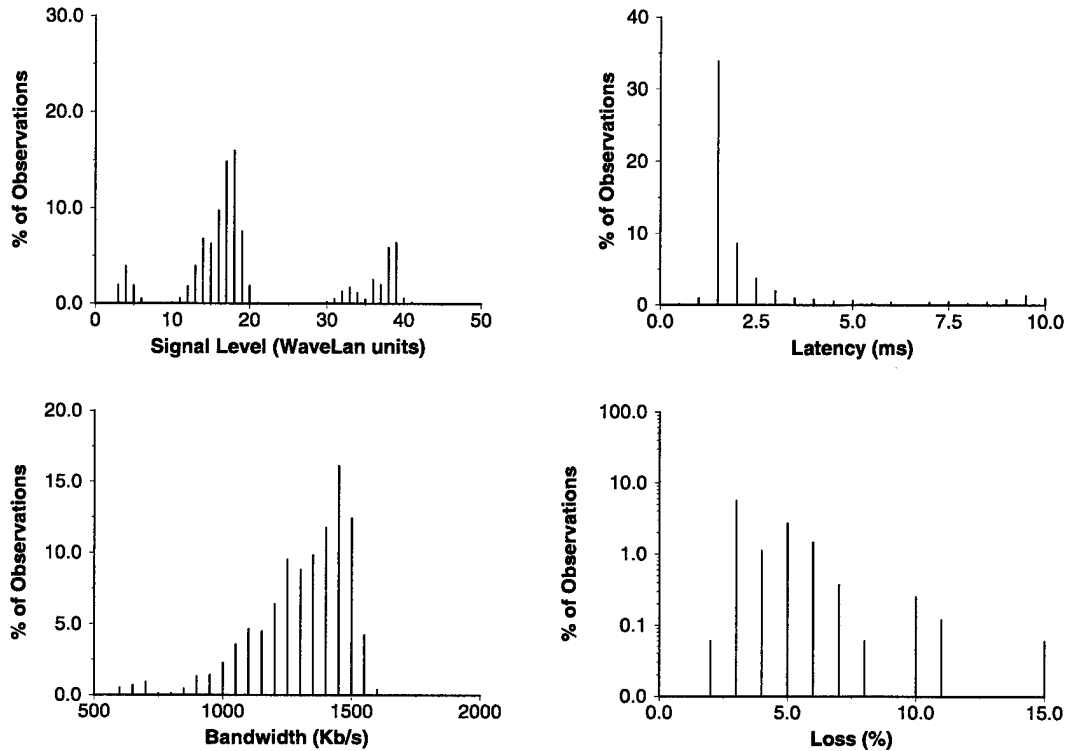 % of Observations
30.0
20.0
10.0
0.0
0 10 20 30 40 50
Signal Level (WaveLan units)
% of Observations
40
30
20
10
0
0.0 2.5 5.0 7.5 10.0
Latency (ms)
% of Observations
20.0
15.0
10.0
5.0
0.0
500 1000 1500 2000
Bandwidth (Kb/s)
% of Observations
100.0
10.0
1.0
0.1
0.0
0.0 5.0 10.0 15.0
Loss (%)